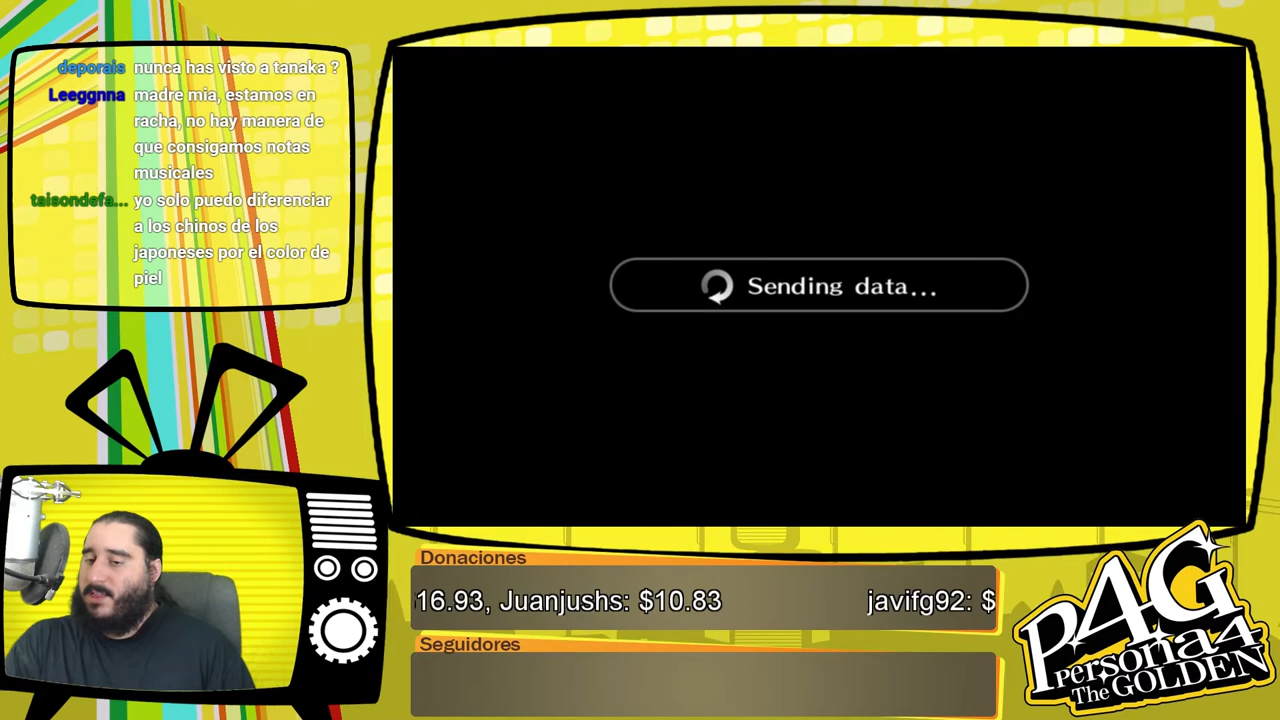 deporais nunca has visto a tanaka ?
Leeggnna madre mia, estamos en
racha, no hay manera de
que consigamos notas
musicales
taisondefa... yo solo puedo diferenciar
a los chinos de los
japoneses por el color de
piel
Sending data...
Donaciones
16.93, Juanjushs: $10.83 javifg92: $
Seguidores
P4G
Persona4
The GOLDEN